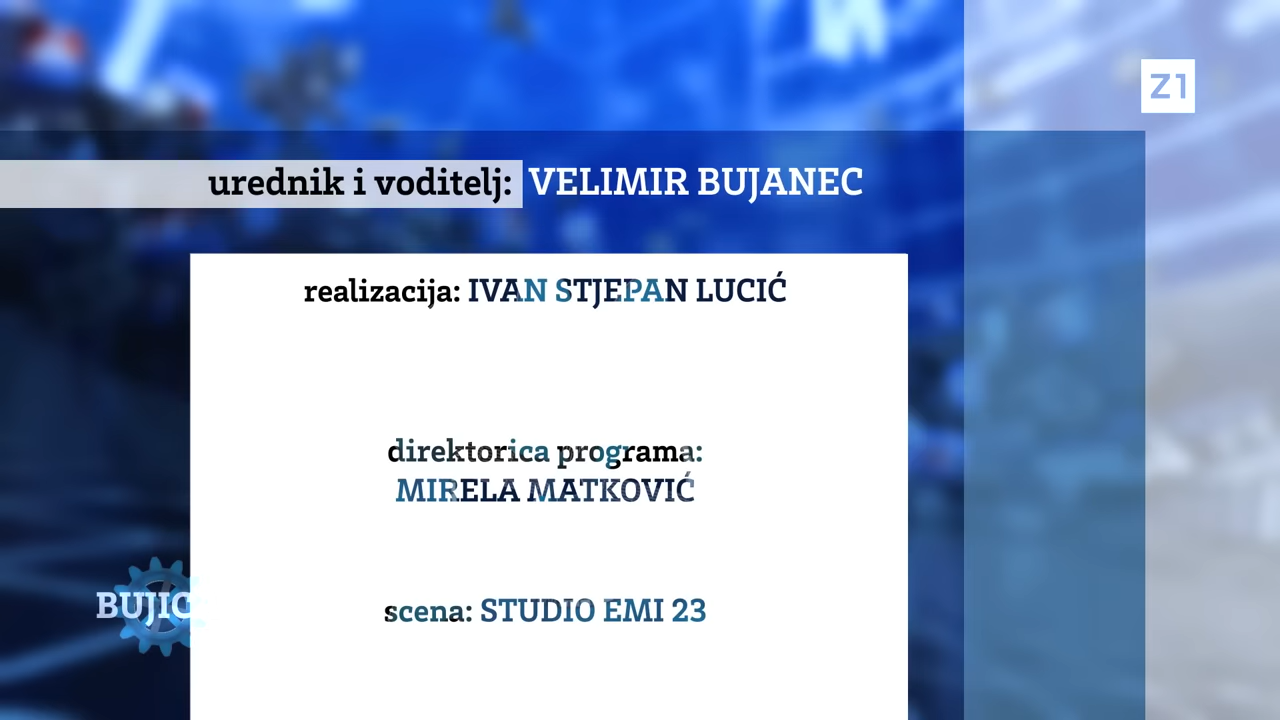 Z1
urednik i voditelj: VELIMIR BUJANEC
realizacija: IVAN STJEPAN LUCIĆ
direktorica programa:
MIRELA MATKOVIĆ
BUJIC
scena: STUDIO EMI 23